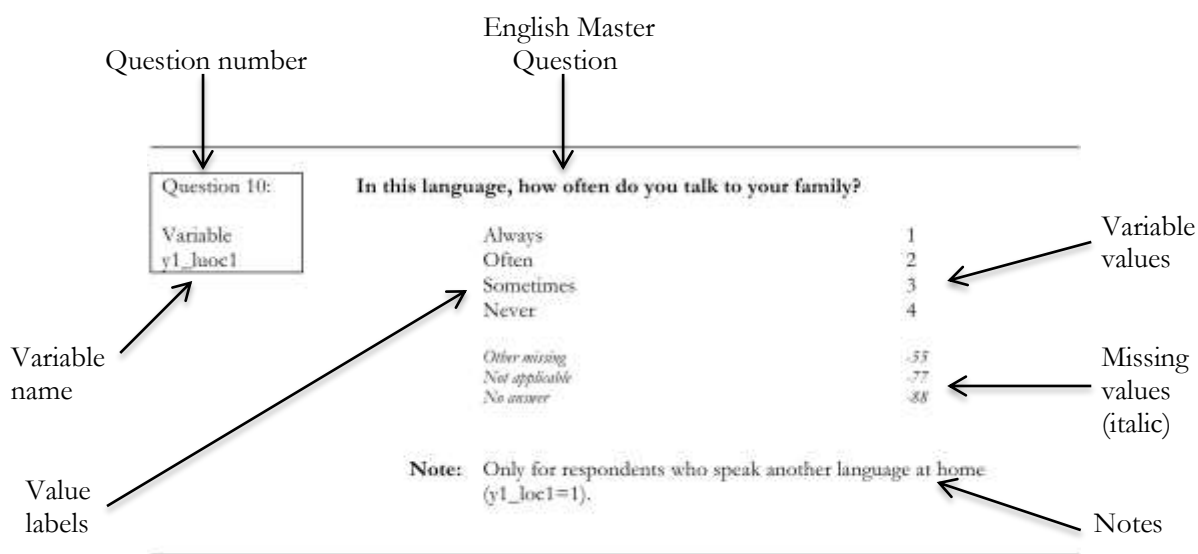 English Master
Question number
Question
Question 10:
In this language, how often do you talk to your family?
Variable
y1_luoc1
Always 1
Often 2
Sometimes 3
Never 4
Variable
values
Other missing -55
Not applicable -77
No answer -88
Variable
name
Missing
values
(italic)
Note: Only for respondents who speak another language at home
(y1_loc1=1).
Value
labels
Notes